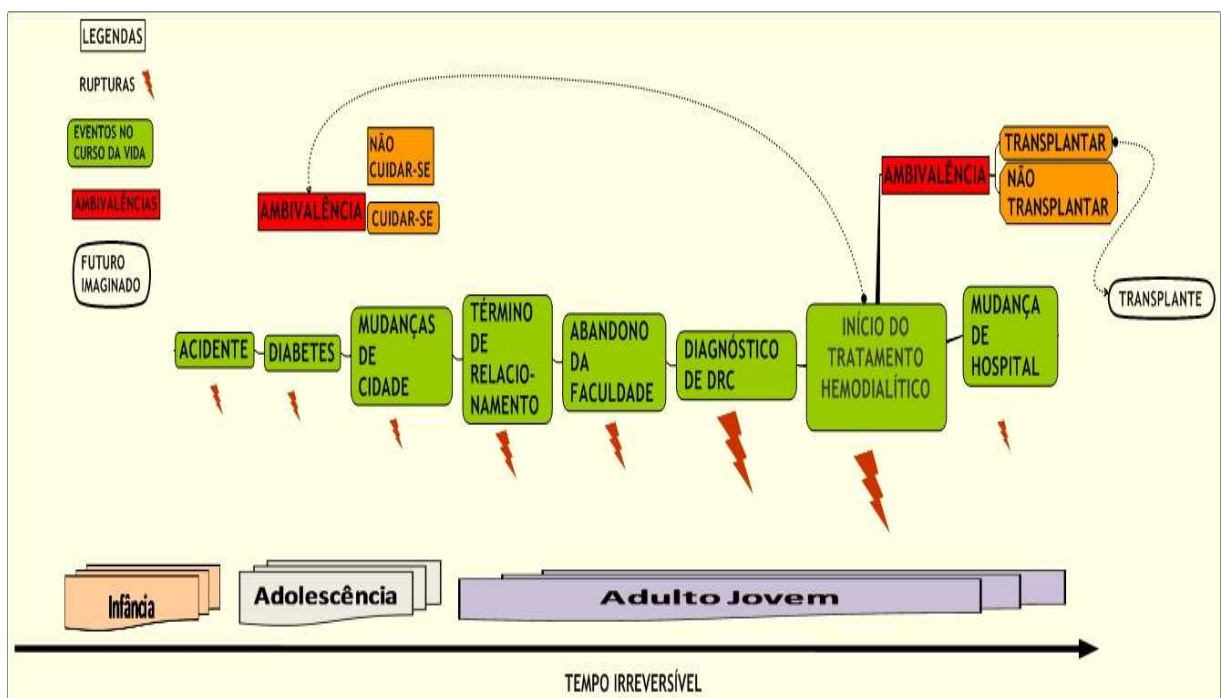 LEGENDAS
RUPTURAS
EVENTOS NO
CURSO DA VIDA
AMBIVALÊNCIAS
FUTURO
IMAGINADO
NÃO
CUIDAR-SE
AMBIVALÊNCIA
CUIDAR-SE
AMBIVALÊNCIA
TRANSPLANTAR
NÃO
TRANSPLANTAR
TRANSPLANTE
ACIDENTE
DIABETES
MUDANÇAS
DE
CIDADE
TÉRMINO
DE
RELACIO-
NAMENTO
ABANDONO
DA
FACULDADE
DIAGNÓSTICO
DE DRC
INÍCIO DO
TRATAMENTO
HEMODIALÍTICO
MUDANÇA
DE
HOSPITAL
Infância
Adolescência
Adulto Jovem
TEMPO IRREVERSÍVEL